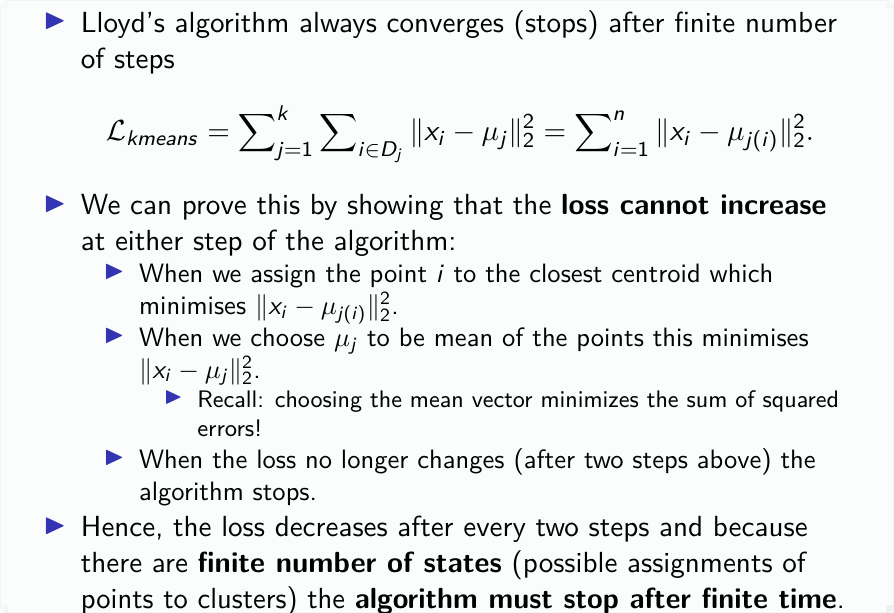 ▶ Lloyd's algorithm always converges (stops) after finite number
of steps
$\mathcal{L}_{kmeans} = \sum_{j=1}^{k} \sum_{i \in D_j} \|x_i - \mu_j\|_2^2 = \sum_{i=1}^{n} \|x_i - \mu_{j(i)}\|_2^2.$
▶ We can prove this by showing that the loss cannot increase
at either step of the algorithm:
▶ When we assign the point i to the closest centroid which
minimises $\|x_i - \mu_{j(i)}\|_2^2$.
▶ When we choose $\mu_j$ to be mean of the points this minimises
$\|x_i - \mu_j\|_2^2$.
▶ Recall: choosing the mean vector minimizes the sum of squared
errors!
▶ When the loss no longer changes (after two steps above) the
algorithm stops.
▶ Hence, the loss decreases after every two steps and because
there are finite number of states (possible assignments of
points to clusters) the algorithm must stop after finite time.